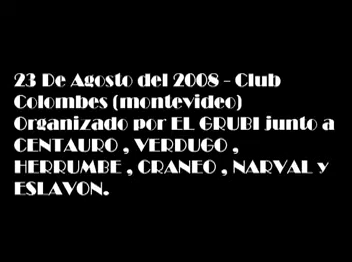 23 De Agosto del 2008 - Club
Colombes (montevideo)
Organizado por EL GRUBI junto a
CENTAURO , VERDUGO ,
HERRUMBE , CRANEO , NARVAL y
ESLAVON.